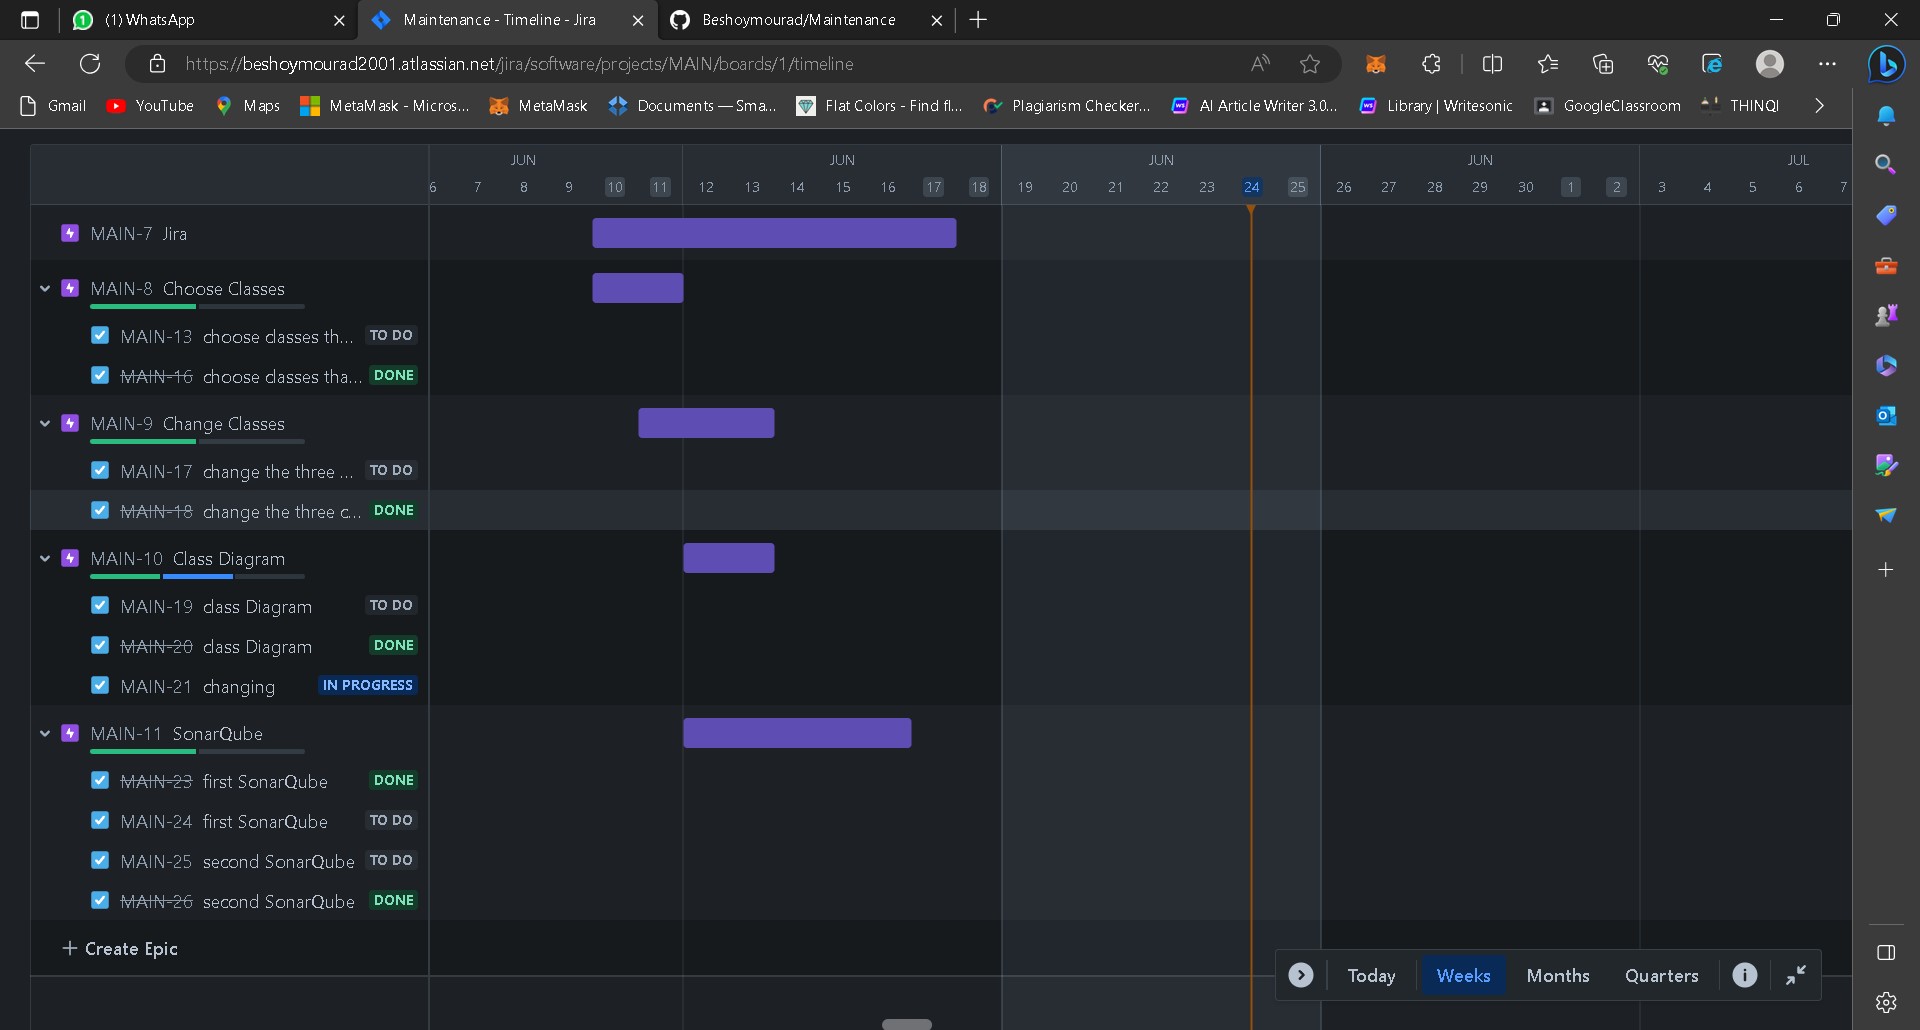 (1) WhatsApp
Maintenance - Timeline - Jira
Beshoymourad/Maintenance
https://beshoymourad2001.atlassian.net/jira/software/projects/MAIN/boards/1/timeline
Gmail YouTube Maps MetaMask - Micros... MetaMask Documents — Sma... Flat Colors - Find fl... Plagiarism Checker... AI Article Writer 3.0... Library | Writesonic GoogleClassroom THINQI
JUN JUN JUN JUN JUL
6 7 8 9 10 11 12 13 14 15 16 17 18 19 20 21 22 23 24 25 26 27 28 29 30 1 2 3 4 5 6 7
MAIN-7 Jira
MAIN-8 Choose Classes
MAIN-13 choose classes th... TO DO
MAIN-16 choose classes tha... DONE
MAIN-9 Change Classes
MAIN-17 change the three ... TO DO
MAIN-18 change the three c... DONE
MAIN-10 Class Diagram
MAIN-19 class Diagram TO DO
MAIN-20 class Diagram DONE
MAIN-21 changing IN PROGRESS
MAIN-11 SonarQube
MAIN-23 first SonarQube DONE
MAIN-24 first SonarQube TO DO
MAIN-25 second SonarQube TO DO
MAIN-26 second SonarQube DONE
+ Create Epic
Today Weeks Months Quarters